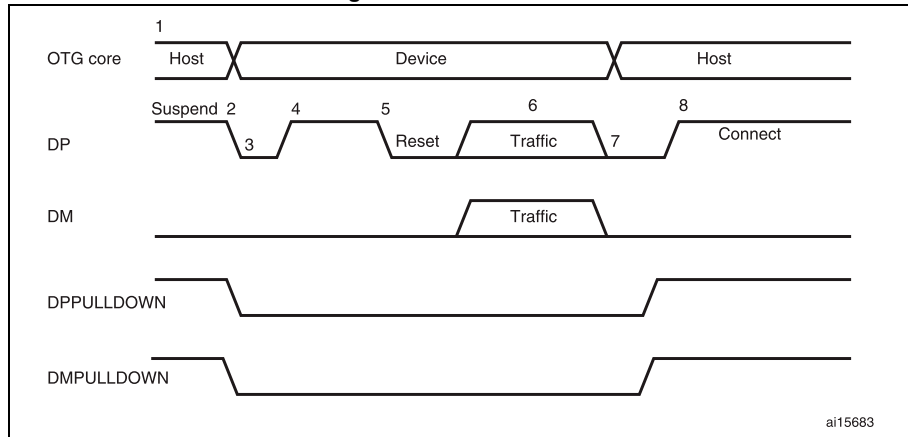 1
OTG core Host Device Host
Suspend 2 4 5 6 8
DP 3 Reset Traffic 7 Connect
DM Traffic
DPPULLDOWN
DMPULLDOWN
ai15683